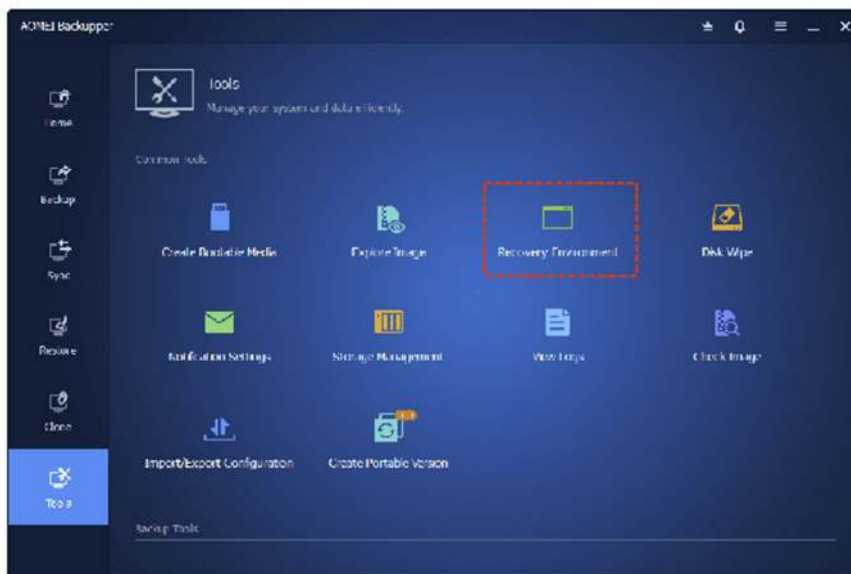 AOMEI Backupper
Tools
Manage your system and data efficiently.
Home
Common Tools
Backup
Create Bootable Media
Explore Image
Recovery Environment
Disk Wipe
Sync
Restore
Notification Settings
Storage Management
View Logs
Check Image
Clone
Import/Export Configuration
Create Portable Version
Tools
Backup Tools